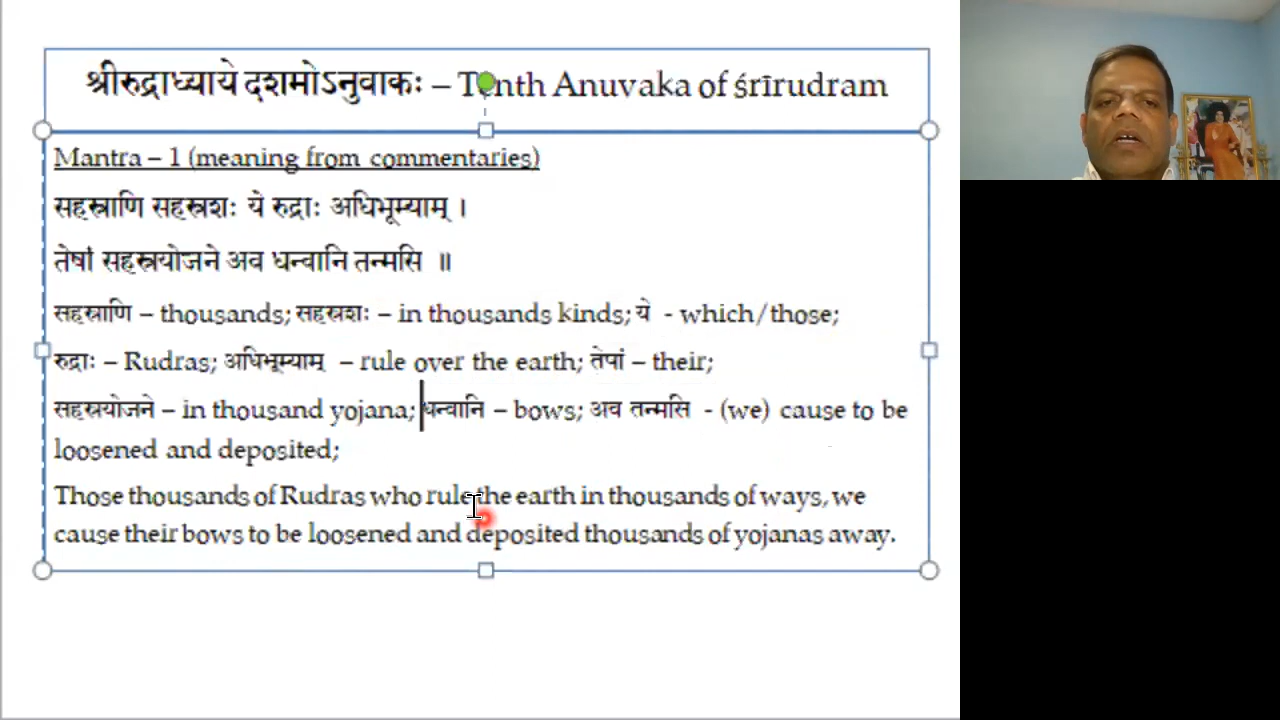 श्रीरुद्राध्याये दशमोऽनुवाकः – Tenth Anuvaka of śrīrudram
Mantra – 1 (meaning from commentaries)
सहस्राणि सहस्रशः ये रुद्राः अधिभूम्याम् ।
तेषां सहस्रयोजने अव धन्वानि तन्मसि ॥
सहस्राणि – thousands; सहस्रशः – in thousands kinds; ये - which/those;
रुद्राः – Rudras; अधिभूम्याम् – rule over the earth; तेषां – their;
सहस्रयोजने – in thousand yojana; धन्वानि – bows; अव तन्मसि - (we) cause to be
loosened and deposited;
Those thousands of Rudras who rule the earth in thousands of ways, we
cause their bows to be loosened and deposited thousands of yojanas away.